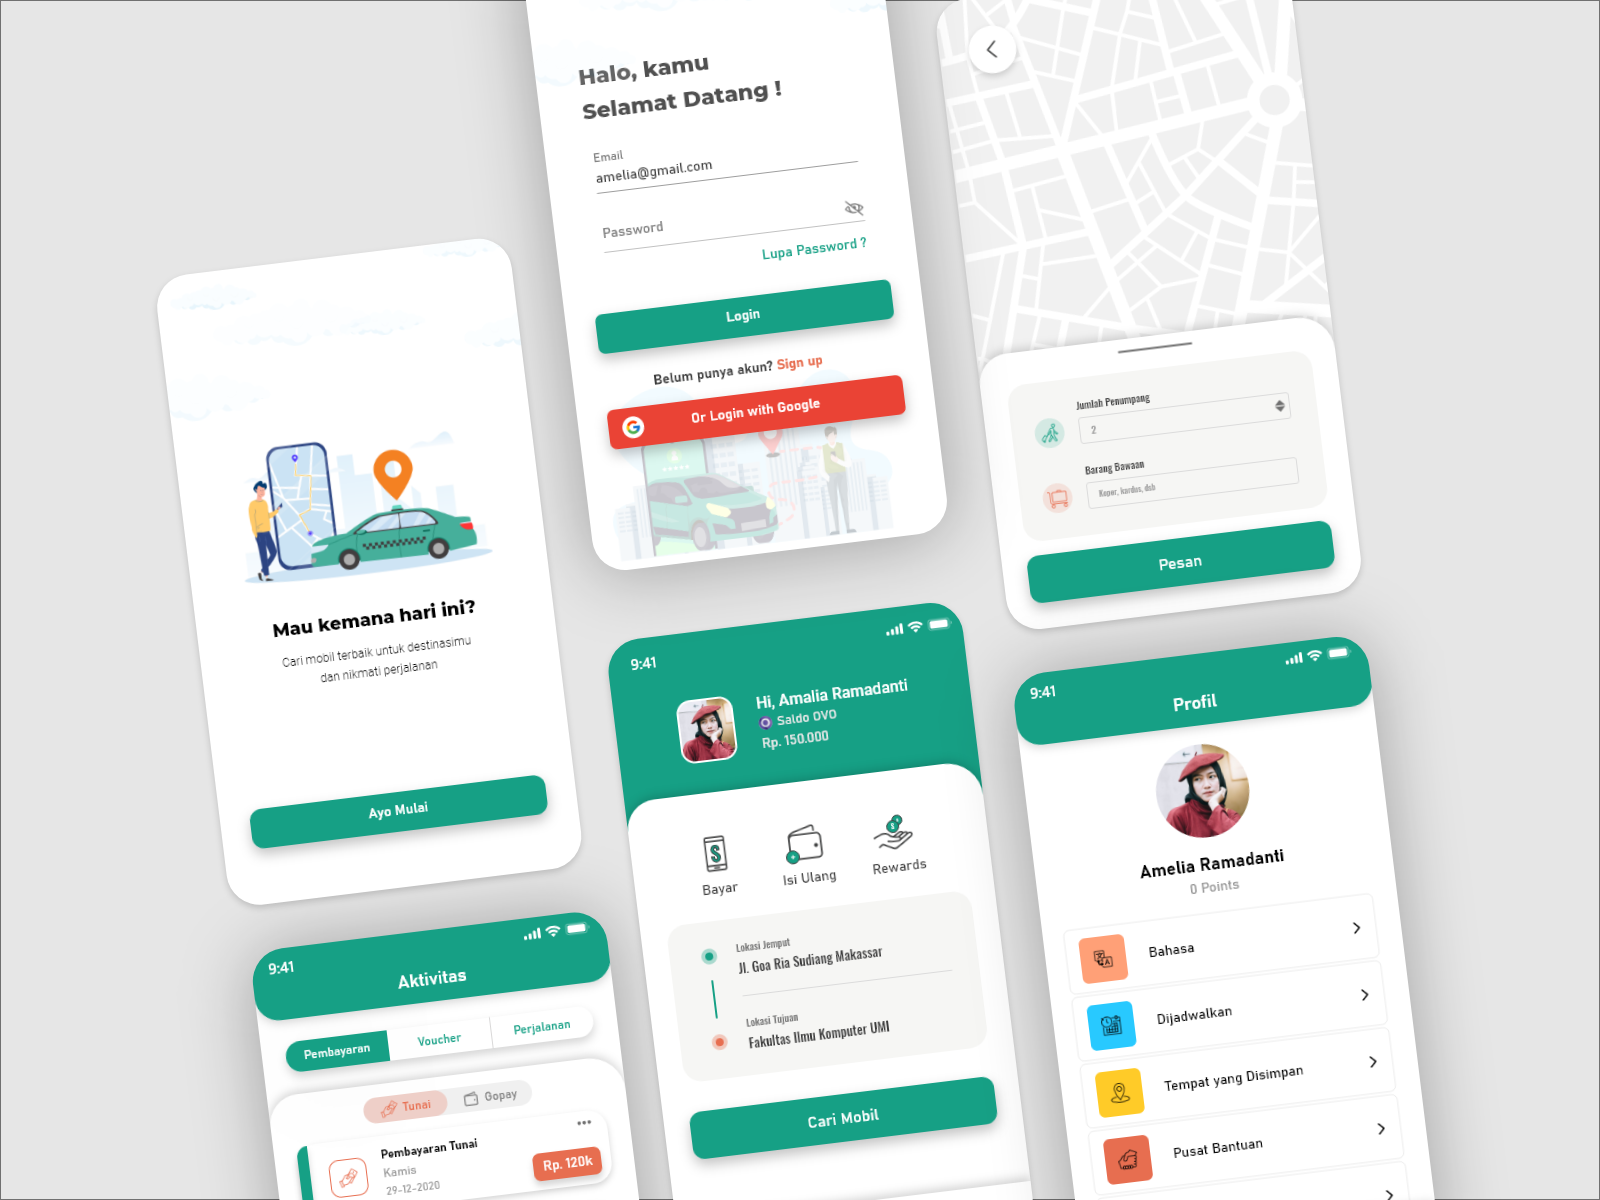 Halo, kamu
Selamat Datang !
Email
amelia@gmail.com
Password
Lupa Password ?
Login
Belum punya akun? Sign up
Or Login with Google
Jumlah Penumpang
2
Barang Bawaan
Koper, kardus, dsb
Pesan
Mau kemana hari ini?
Cari mobil terbaik untuk destinasimu
dan nikmati perjalanan
Ayo Mulai
9:41
Hi, Amalia Ramadanti
Saldo OVO
Rp. 150.000
Bayar
Isi Ulang
Rewards
Lokasi Jemput
Jl. Goa Ria Sudiang Makassar
Lokasi Tujuan
Fakultas Ilmu Komputer UMI
Cari Mobil
9:41
Profil
Amelia Ramadanti
0 Points
Bahasa
Dijadwalkan
Tempat yang Disimpan
Pusat Bantuan
9:41
Aktivitas
Pembayaran
Voucher
Perjalanan
Tunai
Gopay
Pembayaran Tunai
Kamis
29-12-2020
Rp. 120k